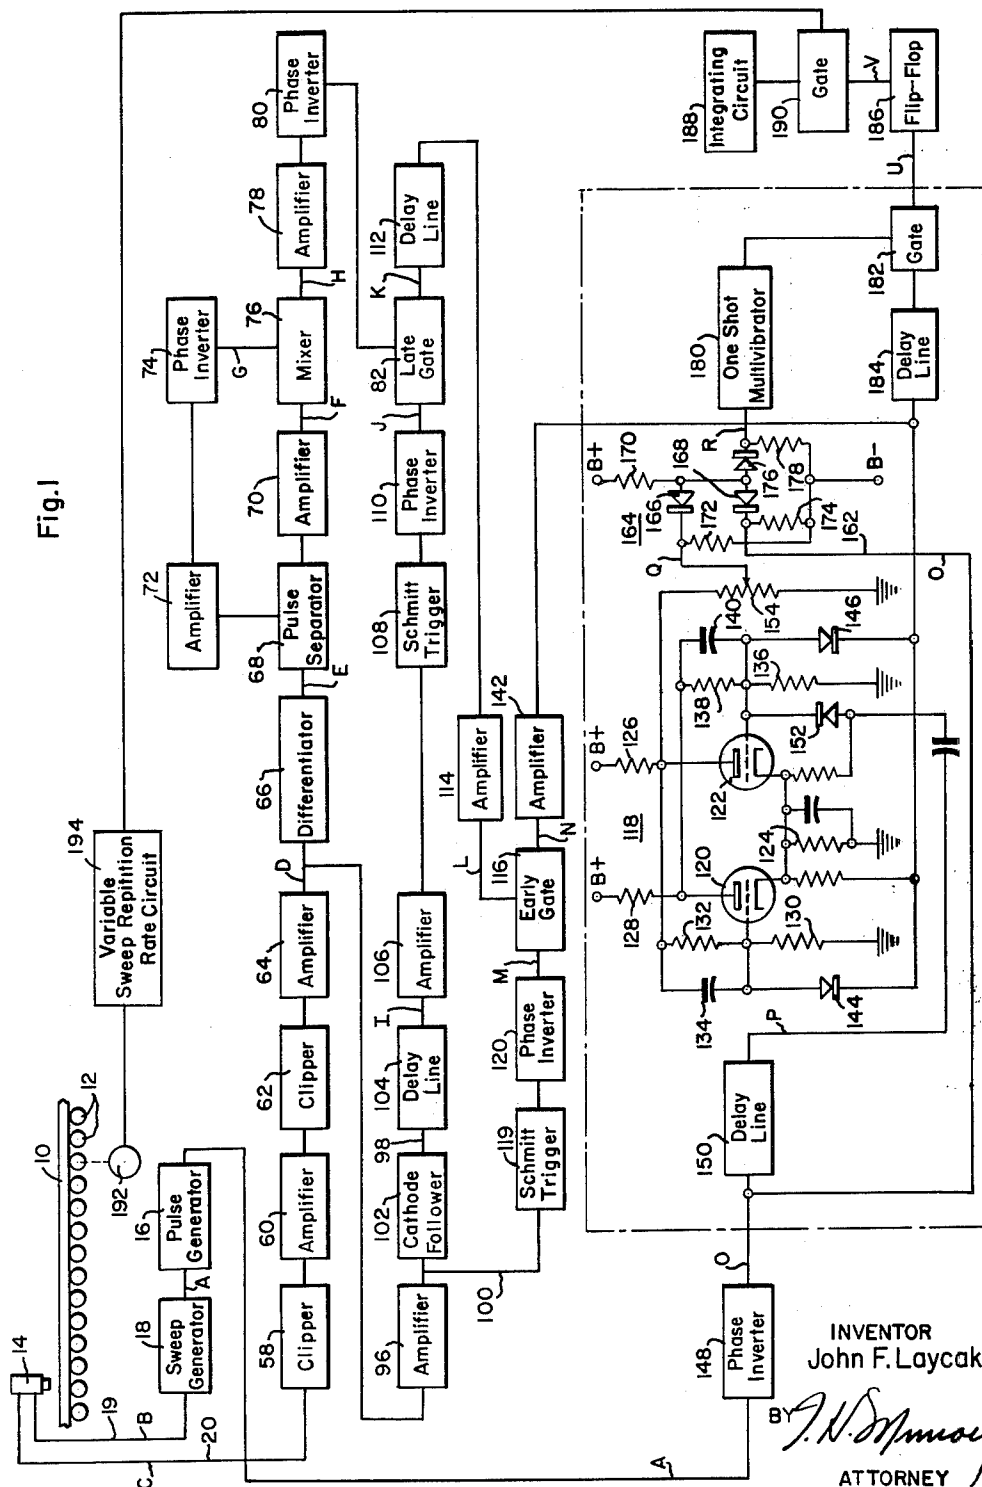 Fig.1
10
12
14
192
194
Variable
Sweep Repitition
Rate Circuit
16
Pulse
Generator
A
18
Sweep
Generator
19
B
20
C
58
Clipper
60
Amplifier
62
Clipper
64
Amplifier
D
66
Differentiator
E
68
Pulse
Separator
70
Amplifier
72
Amplifier
74
Phase
Inverter
G
F
76
Mixer
H
78
Amplifier
80
Phase
Inverter
96
Amplifier
100
102
Cathode
Follower
98
104
Delay
Line
I
106
Amplifier
108
Schmitt
Trigger
110
Phase
Inverter
J
82
Late
Gate
K
112
Delay
Line
119
Schmitt
Trigger
120
Phase
Inverter
M
116
Early
Gate
L
114
Amplifier
N
142
Amplifier
188
Integrating
Circuit
190
Gate
V
186
Flip-Flop
U
182
Gate
184
Delay
Line
180
One Shot
Multivibrator
R
B+
170
168
166
176
178
164
172
174
162
B-
Q
O
154
140
146
138
136
B+
126
152
122
118
124
B+
128
120
132
130
134
144
P
150
Delay
Line
O
148
Phase
Inverter
A
INVENTOR
John F. Laycak
BY
ATTORNEY